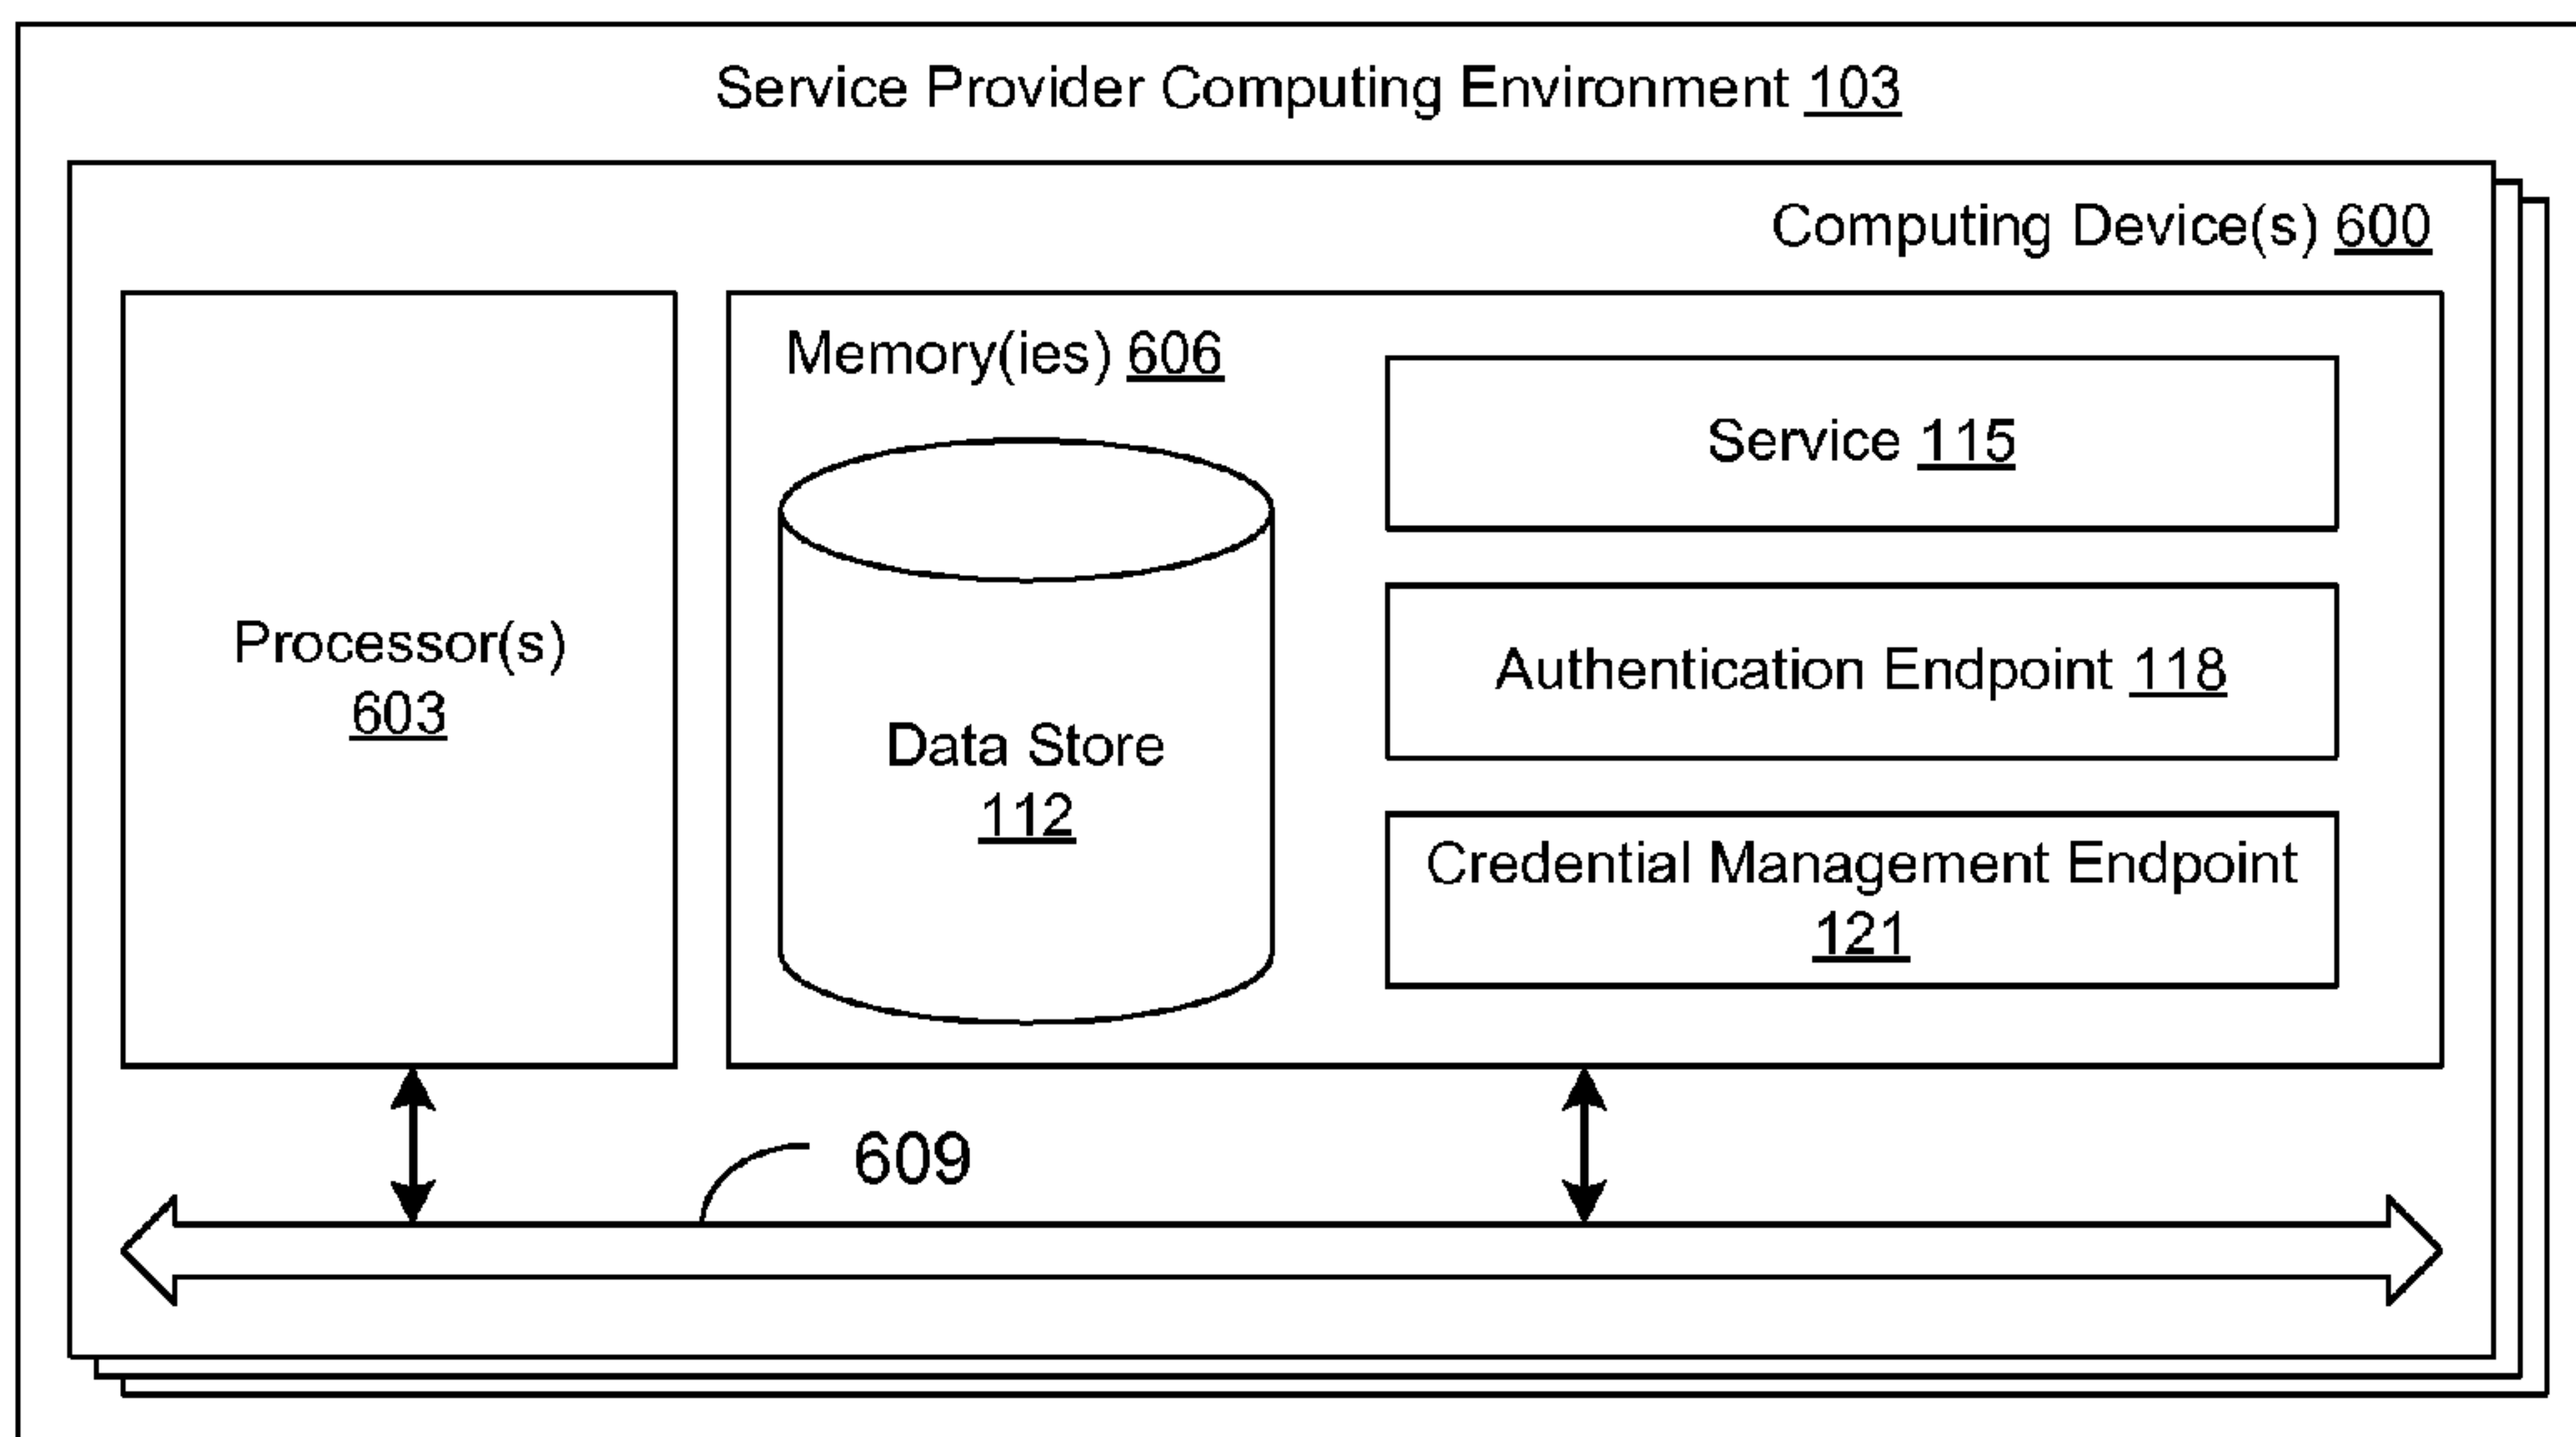 Service Provider Computing Environment 103
Computing Device(s) 600
Processor(s)
603
Memory(ies) 606
Data Store
112
Service 115
Authentication Endpoint 118
Credential Management Endpoint
121
609